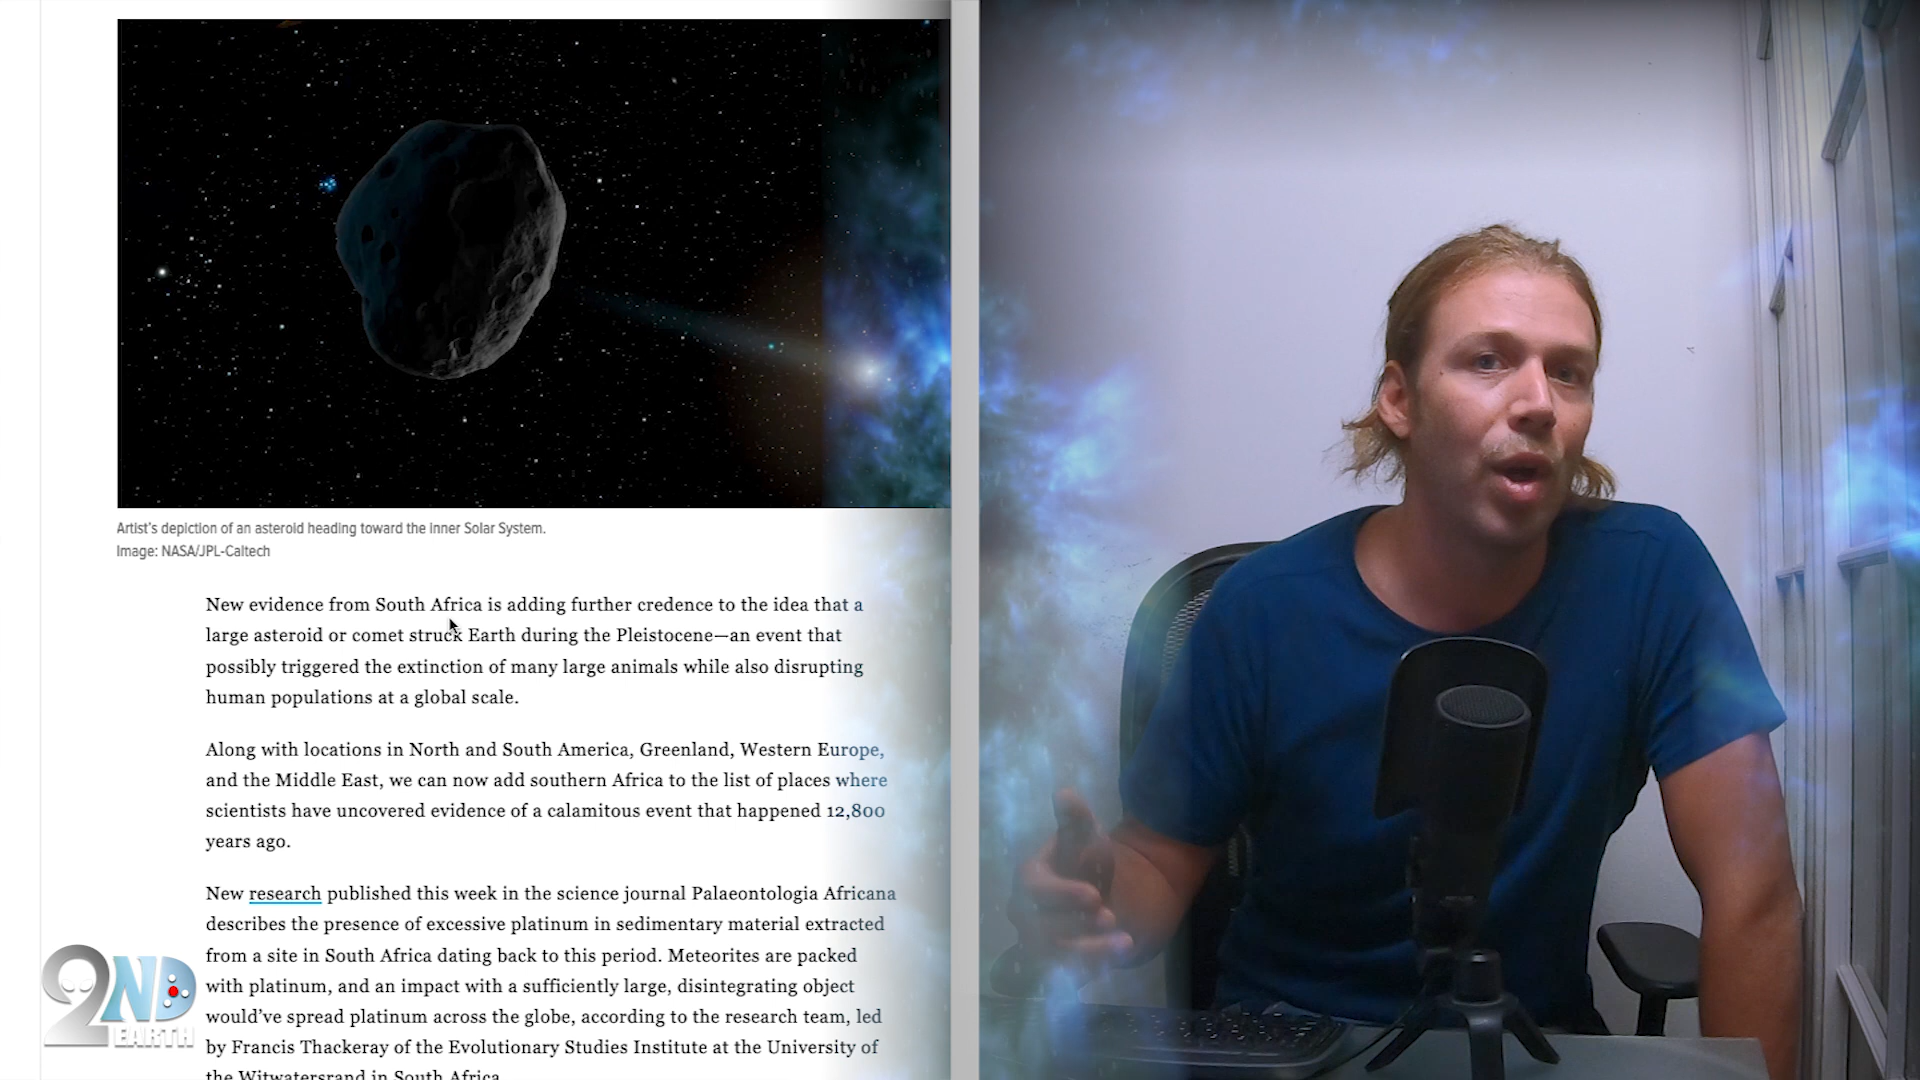 Artist's depiction of an asteroid heading toward the inner Solar System.
Image: NASA/JPL-Caltech
New evidence from South Africa is adding further credence to the idea that a
large asteroid or comet struck Earth during the Pleistocene—an event that
possibly triggered the extinction of many large animals while also disrupting
human populations at a global scale.
Along with locations in North and South America, Greenland, Western Europe,
and the Middle East, we can now add southern Africa to the list of places where
scientists have uncovered evidence of a calamitous event that happened 12,800
years ago.
New research published this week in the science journal Palaeontologia Africana
describes the presence of excessive platinum in sedimentary material extracted
from a site in South Africa dating back to this period. Meteorites are packed
with platinum, and an impact with a sufficiently large, disintegrating object
would've spread platinum across the globe, according to the research team, led
by Francis Thackeray of the Evolutionary Studies Institute at the University of
the Witwatersrand in South Africa.
2ND
EARTH